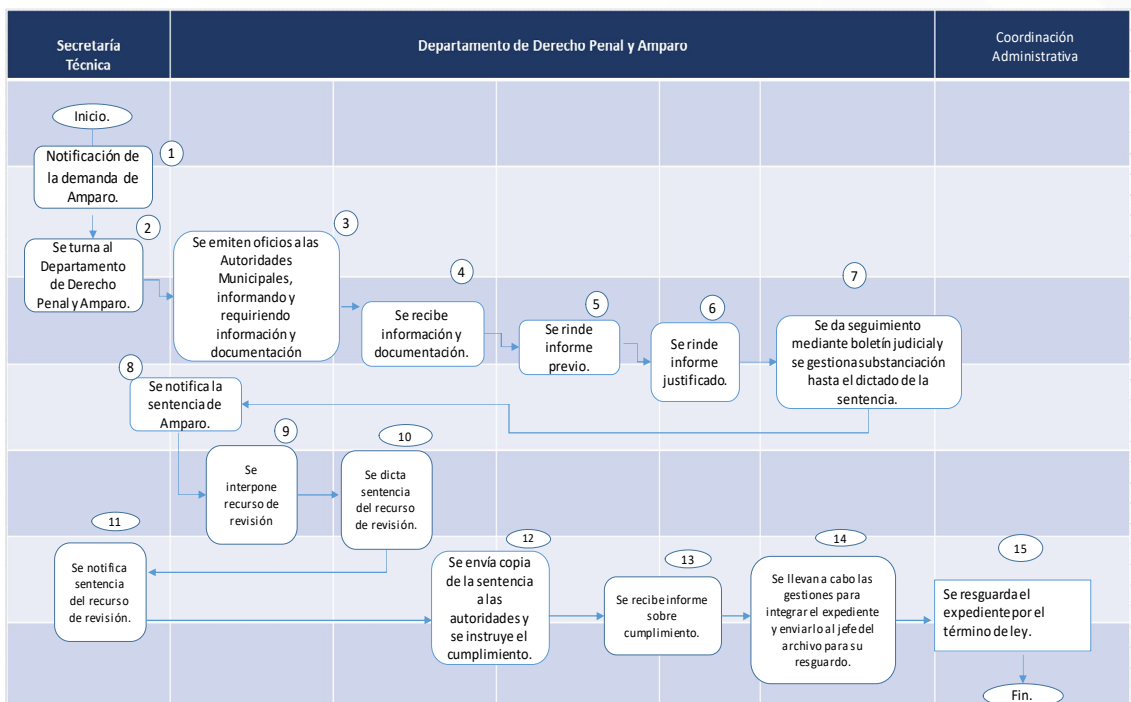 Secretaría
Técnica
Departamento de Derecho Penal y Amparo
Coordinación
Administrativa
Inicio.
1
Notificación de
la demanda de
Amparo.
2
Se turna al
Departamento
de Derecho
Penal y Amparo.
3
Se emiten oficios a las
Autoridades
Municipales,
informando y
requiriendo
información y
documentación
4
Se recibe
información y
documentación.
5
Se rinde
informe
previo.
6
Se rinde
informe
justificado.
7
Se da seguimiento
mediante boletín judicial y
se gestiona substanciación
hasta el dictado de la
sentencia.
8
Se notifica la
sentencia de
Amparo.
9
Se
interpone
recurso de
revisión
10
Se dicta
sentencia
del recurso
de revisión.
11
Se notifica
sentencia
del recurso
de revisión.
12
Se envía copia
de la sentencia
a las
autoridades y
se instruye el
cumplimiento.
13
Se recibe informe
sobre
cumplimiento.
14
Se llevan a cabo las
gestiones para
integrar el expediente
y enviarlo al jefe del
archivo para su
resguardo.
15
Se resguarda el
expediente por el
término de ley.
Fin.